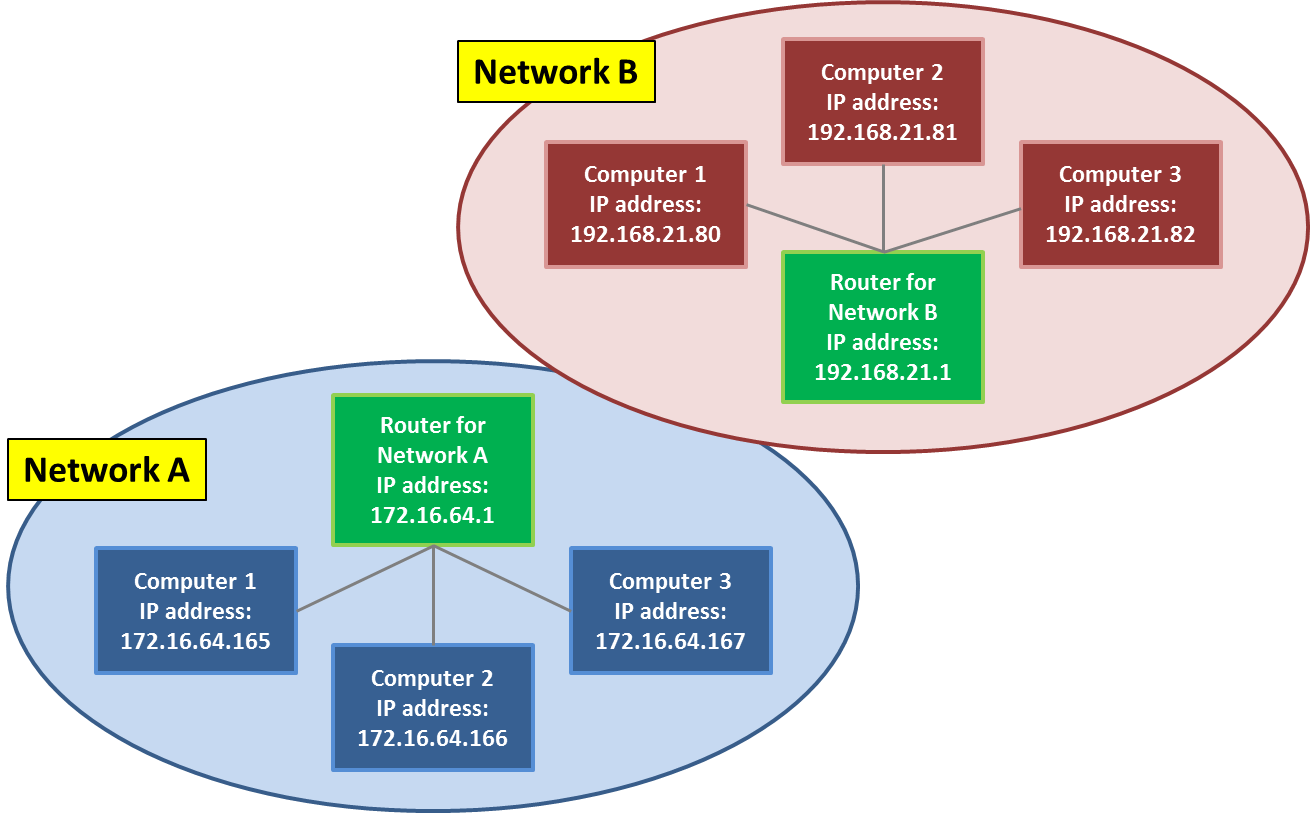 Network B
Computer 2
IP address:
192.168.21.81
Computer 1
IP address:
192.168.21.80
Computer 3
IP address:
192.168.21.82
Router for
Network B
IP address:
192.168.21.1
Network A
Router for
Network A
IP address:
172.16.64.1
Computer 1
IP address:
172.16.64.165
Computer 3
IP address:
172.16.64.167
Computer 2
IP address:
172.16.64.166